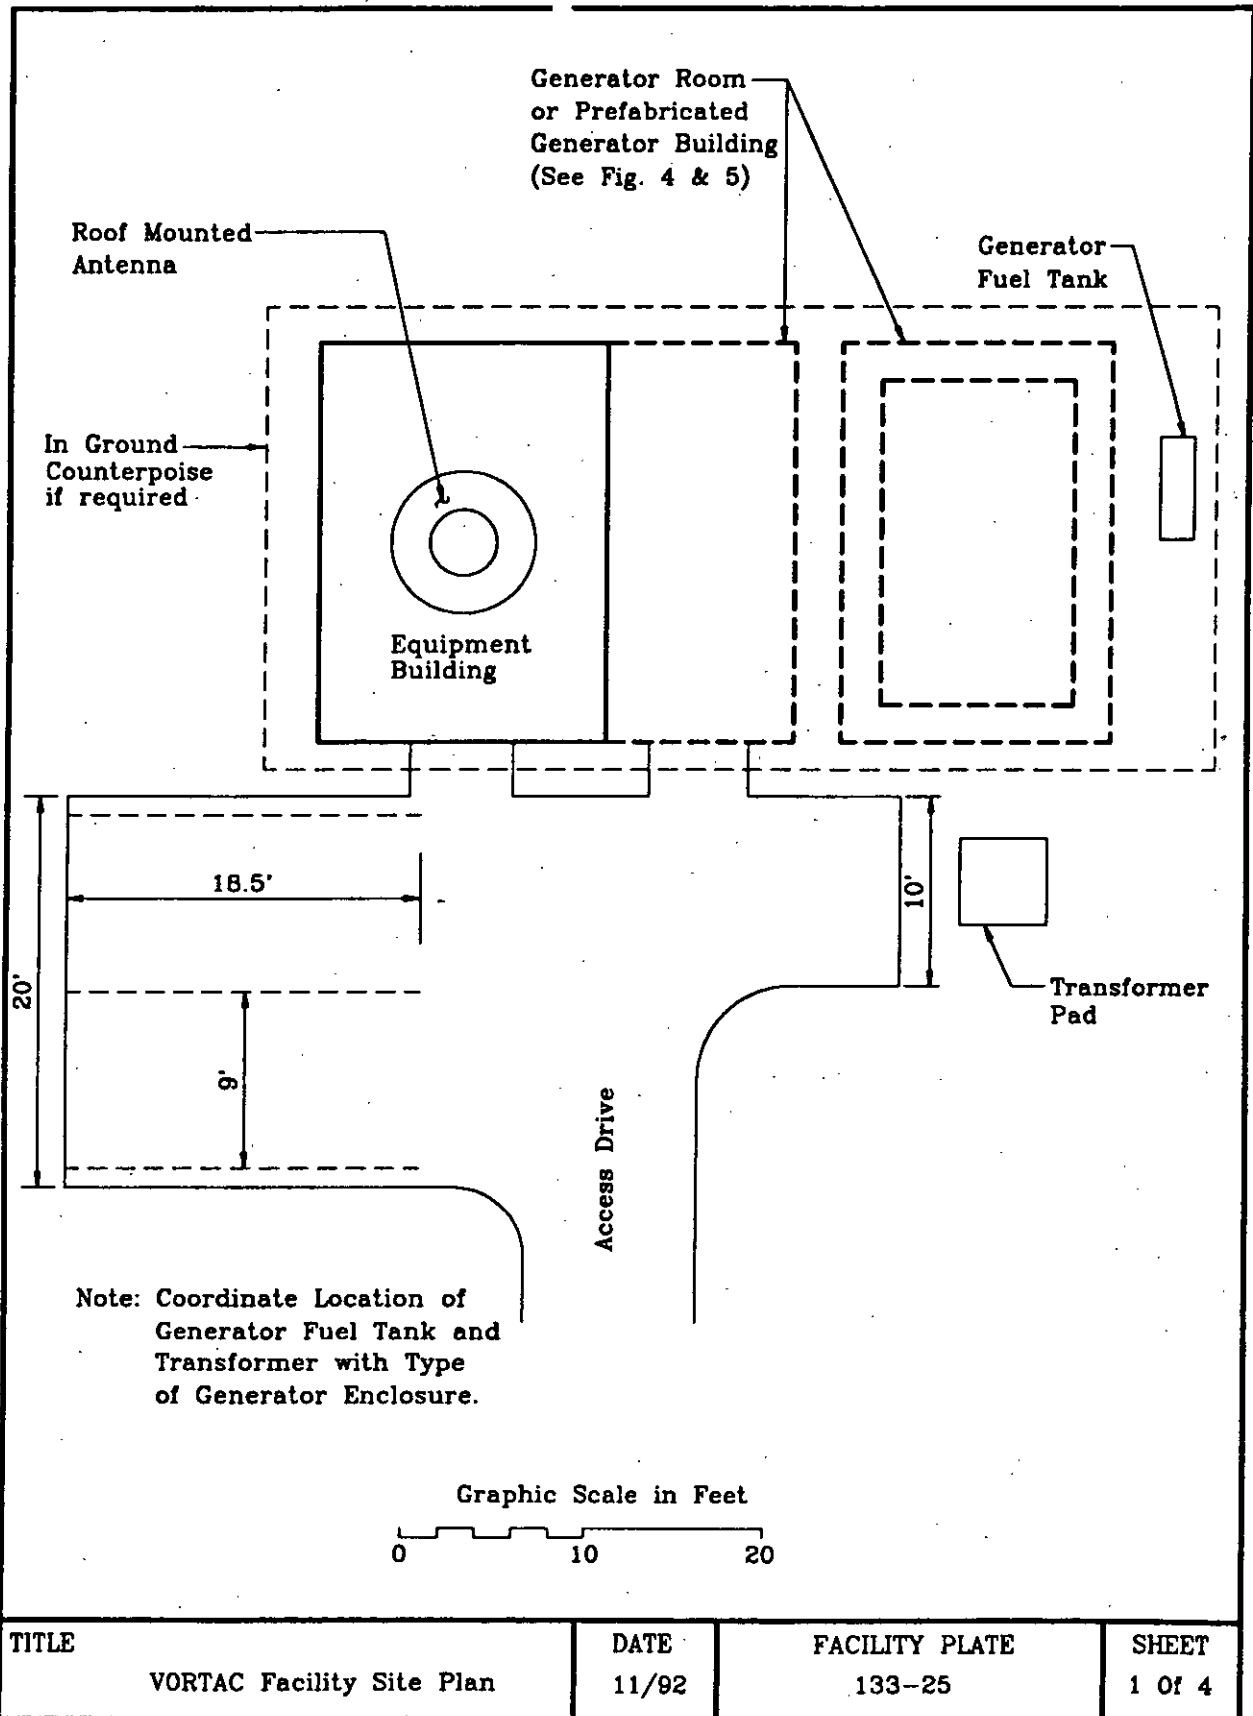 Generator Room
or Prefabricated
Generator Building
(See Fig. 4 & 5)
Roof Mounted
Antenna
Generator
Fuel Tank
In Ground
Counterpoise
if required
Equipment
Building
18.5'
10'
20'
Transformer
Pad
9'
Access Drive
Note: Coordinate Location of
Generator Fuel Tank and
Transformer with Type
of Generator Enclosure.
Graphic Scale in Feet
0 10 20
TITLE
VORTAC Facility Site Plan
DATE
11/92
FACILITY PLATE
133-25
SHEET
1 Of 4